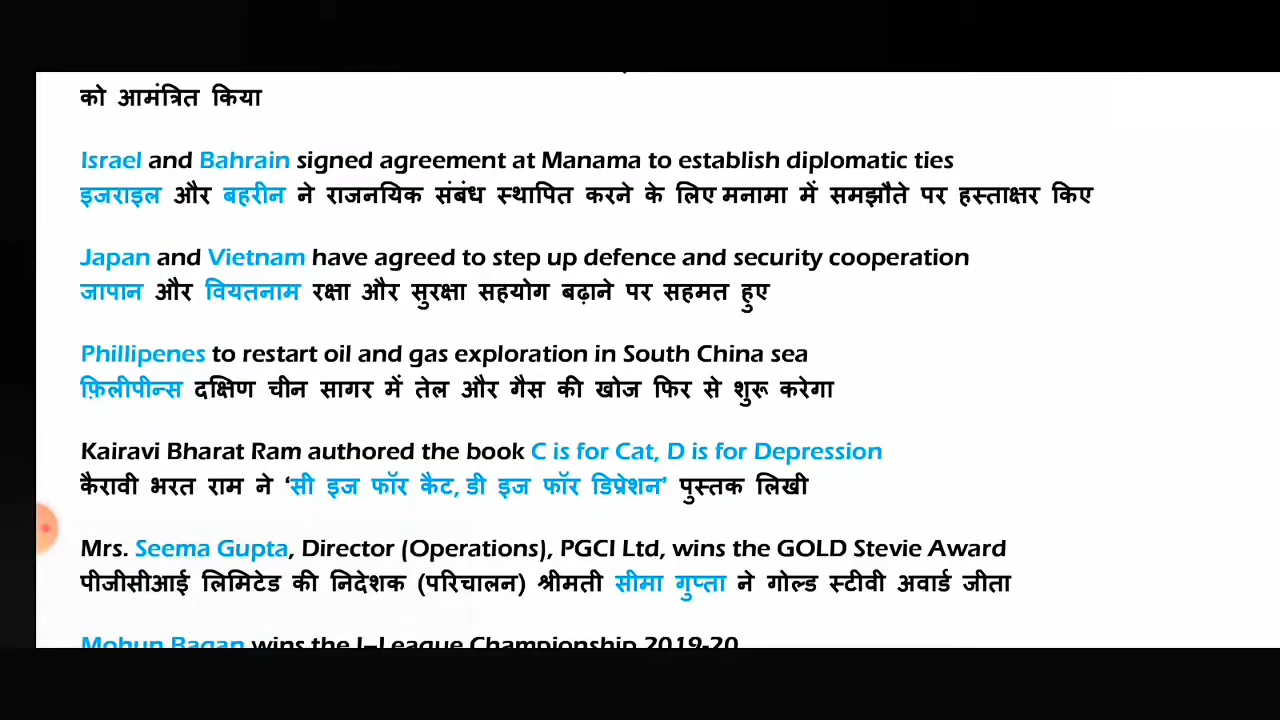 को आमंत्रित किया
Israel and Bahrain signed agreement at Manama to establish diplomatic ties
इजराइल और बहरीन ने राजनयिक संबंध स्थापित करने के लिए मनामा में समझौते पर हस्ताक्षर किए
Japan and Vietnam have agreed to step up defence and security cooperation
जापान और वियतनाम रक्षा और सुरक्षा सहयोग बढ़ाने पर सहमत हुए
Phillipenes to restart oil and gas exploration in South China sea
फ़िलीपीन्स दक्षिण चीन सागर में तेल और गैस की खोज फिर से शुरू करेगा
Kairavi Bharat Ram authored the book C is for Cat, D is for Depression
कैरावी भरत राम ने ‘सी इज फॉर कैट, डी इज फॉर डिप्रेशन’ पुस्तक लिखी
Mrs. Seema Gupta, Director (Operations), PGCI Ltd, wins the GOLD Stevie Award
पीजीसीआई लिमिटेड की निदेशक (परिचालन) श्रीमती सीमा गुप्ता ने गोल्ड स्टीवी अवार्ड जीता
Mohun Bagan wins the I–League Championship 2019-20